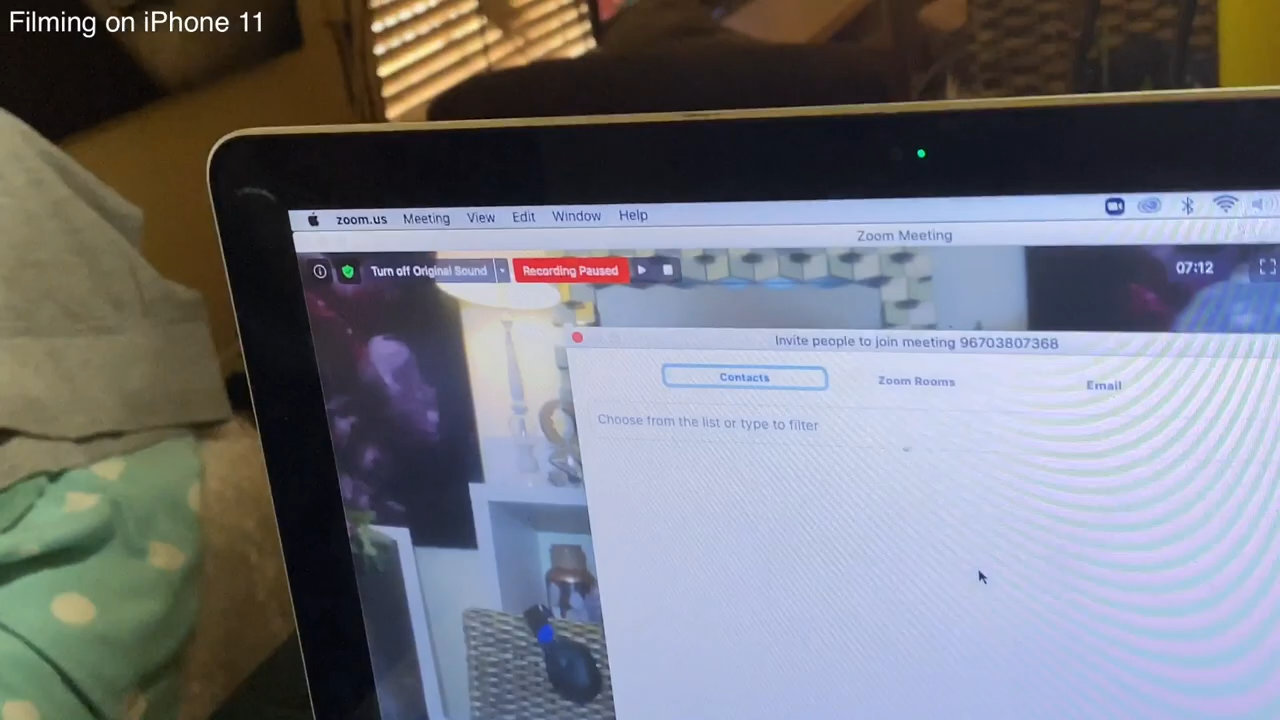 Filming on iPhone 11
zoom.us Meeting View Edit Window Help
Zoom Meeting
Turn off Original Sound Recording Paused 07:12
Invite people to join meeting 96703807368
Contacts Zoom Rooms Email
Choose from the list or type to filter